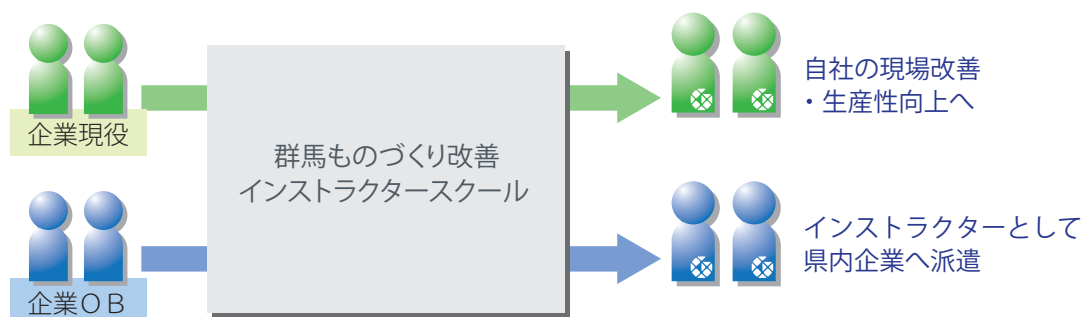 企業現役
群馬ものづくり改善
インストラクタースクール
自社の現場改善
・生産性向上へ
企業ＯＢ
インストラクターとして
県内企業へ派遣